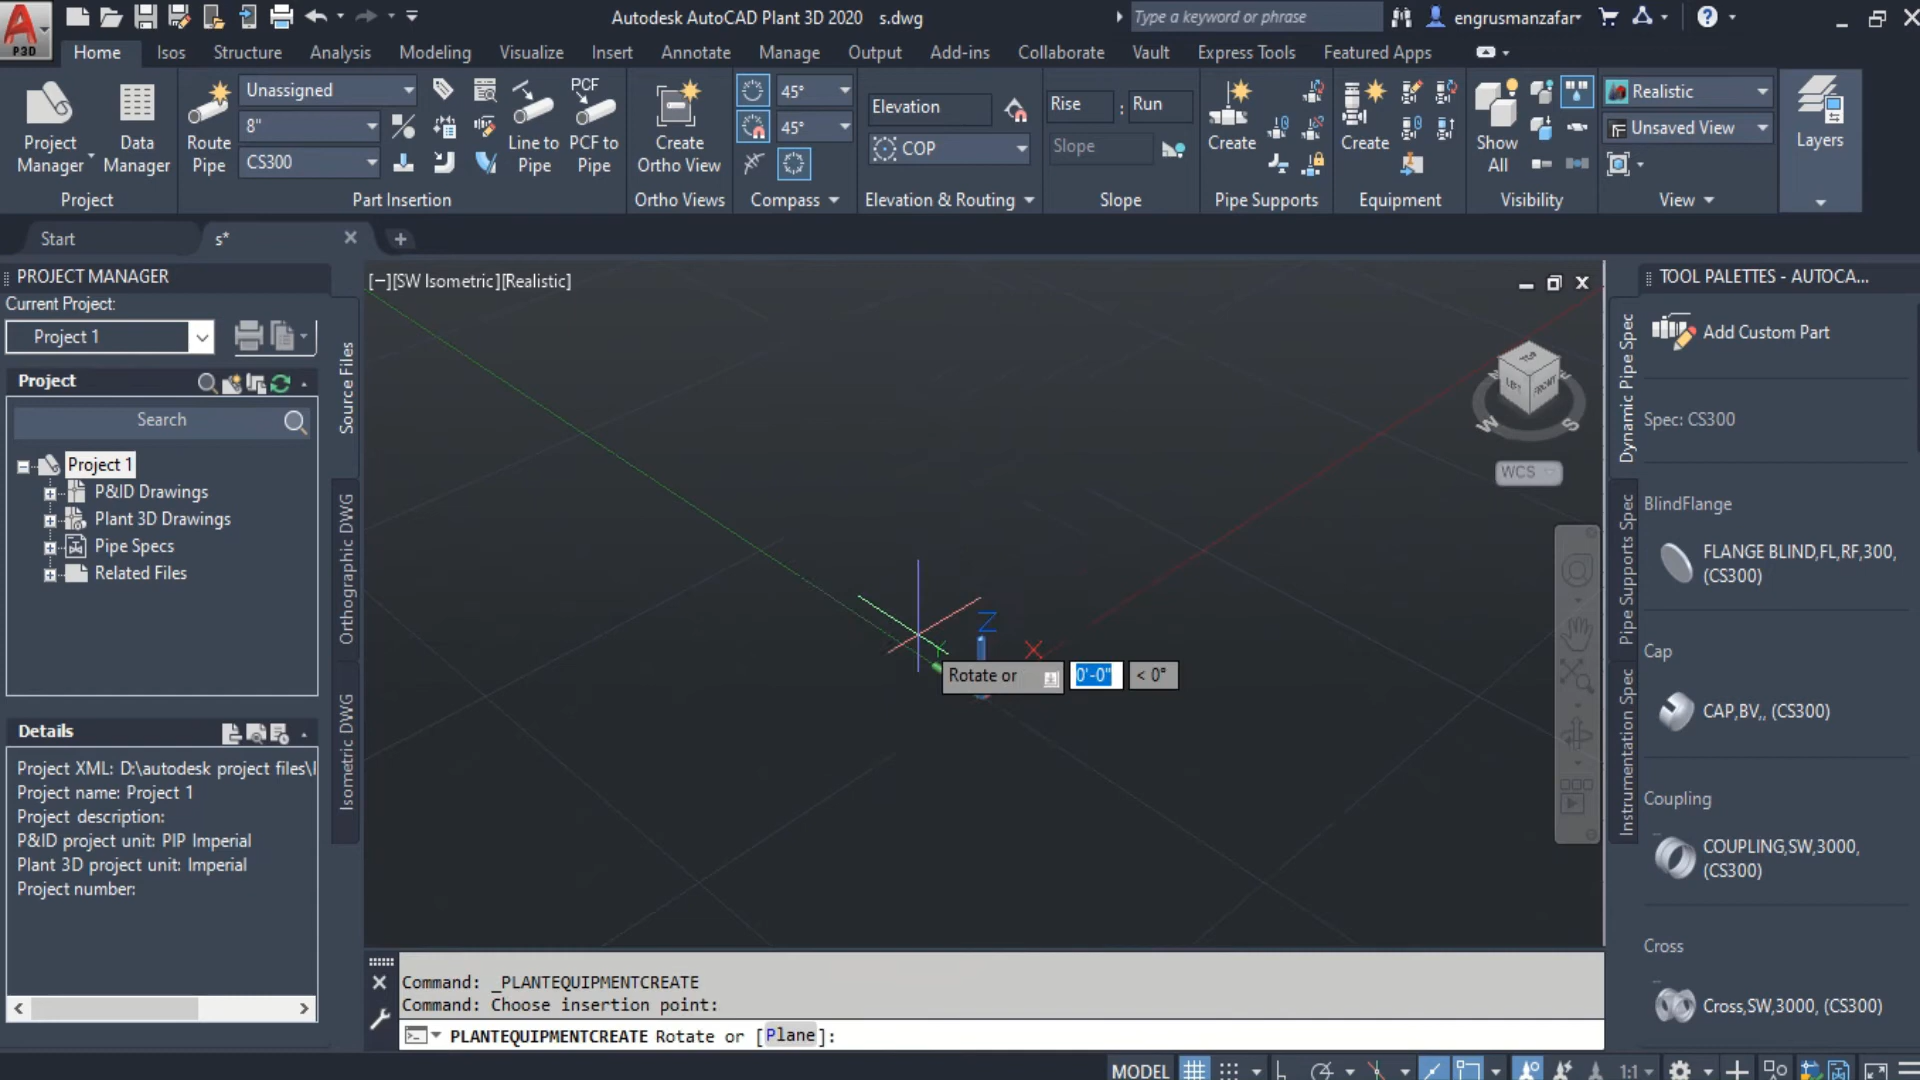 Autodesk AutoCAD Plant 3D 2020 s.dwg
Type a keyword or phrase
engrusmanzafar
P3D
Home Isos Structure Analysis Modeling Visualize Insert Annotate Manage Output Add-ins Collaborate Vault Express Tools Featured Apps
Project Manager
Data Manager
Project
Route Pipe
Unassigned
8"
CS300
Line to Pipe
PCF
PCF to Pipe
Part Insertion
Create Ortho View
Ortho Views
45°
45°
Compass
Elevation
COP
Elevation & Routing
Rise : Run
Slope
Slope
Create
Pipe Supports
Create
Equipment
Show All
Visibility
Realistic
Unsaved View
View
Layers
Start
s*
PROJECT MANAGER
Current Project:
Project 1
Project
Search
Project 1
P&ID Drawings
Plant 3D Drawings
Pipe Specs
Related Files
Details
Project XML: D:\autodesk project files\
Project name: Project 1
Project description:
P&ID project unit: PIP Imperial
Plant 3D project unit: Imperial
Project number:
Source Files
Orthographic DWG
Isometric DWG
[−][SW Isometric][Realistic]
TOP
LEFT
FRONT
W
S
WCS
Z
X
Rotate or
0'-0"
< 0°
Command: _PLANTEQUIPMENTCREATE
Command: Choose insertion point:
PLANTEQUIPMENTCREATE Rotate or [Plane]:
TOOL PALETTES - AUTOCA...
Dynamic Pipe Spec
Pipe Supports Spec
Instrumentation Spec
Add Custom Part
Spec: CS300
BlindFlange
FLANGE BLIND,FL,RF,300,
(CS300)
Cap
CAP,BV,, (CS300)
Coupling
COUPLING,SW,3000,
(CS300)
Cross
Cross,SW,3000, (CS300)
MODEL
1:1